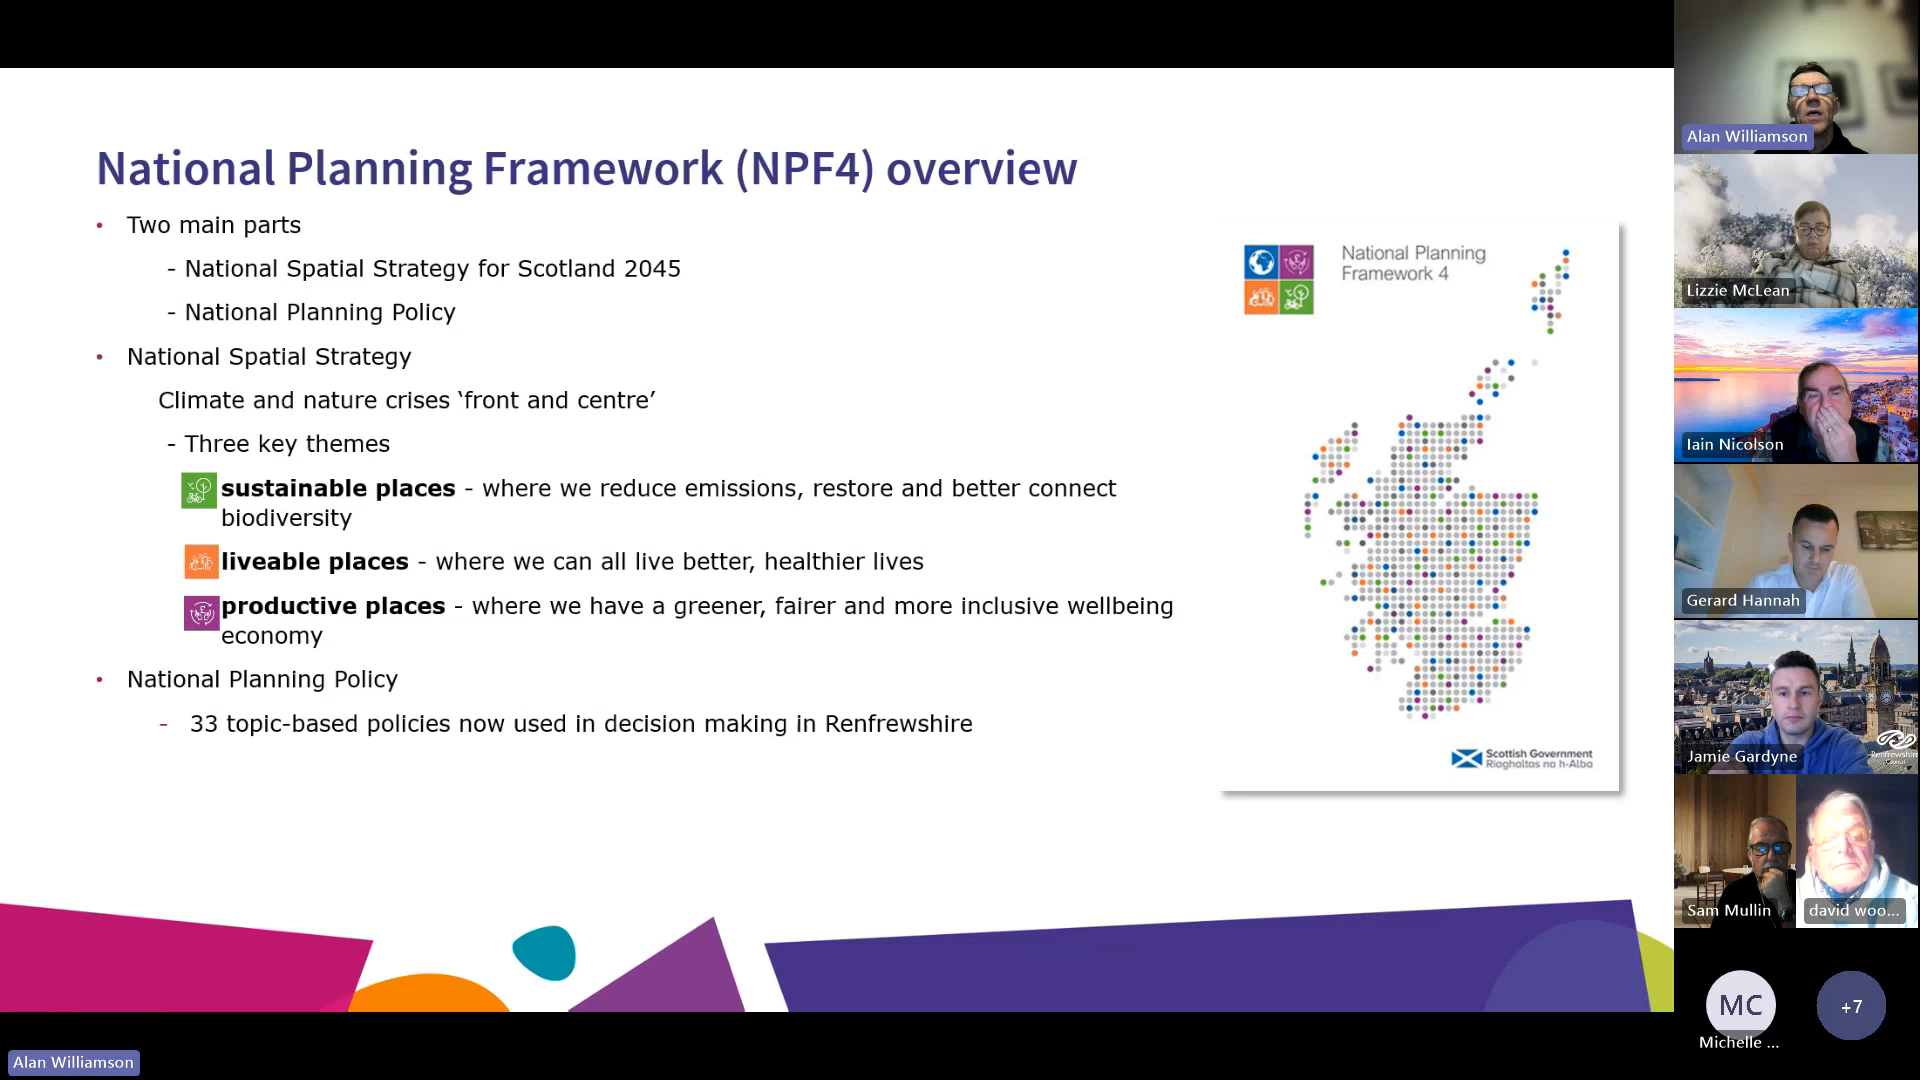 National Planning Framework (NPF4) overview
• Two main parts
- National Spatial Strategy for Scotland 2045
- National Planning Policy
• National Spatial Strategy
Climate and nature crises ‘front and centre’
- Three key themes
sustainable places - where we reduce emissions, restore and better connect
biodiversity
liveable places - where we can all live better, healthier lives
productive places - where we have a greener, fairer and more inclusive wellbeing
economy
• National Planning Policy
- 33 topic-based policies now used in decision making in Renfrewshire
National Planning
Framework 4
Scottish Government
Riaghaltas na h-Alba
Alan Williamson
Lizzie McLean
Iain Nicolson
Gerard Hannah
Jamie Gardyne
Renfrewshire
Council
Sam Mullin
david woo...
MC
Michelle ...
+7
Alan Williamson